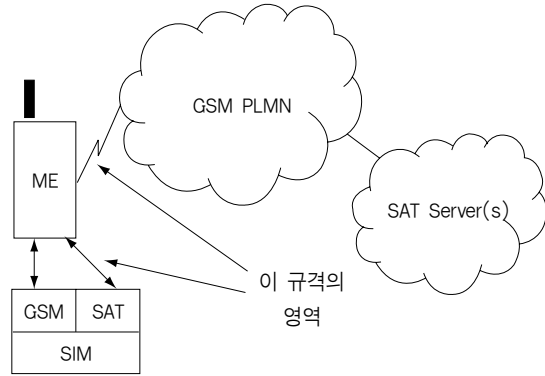 GSM PLMN
ME
SAT Server(s)
이 규격의
영역
GSM SAT
SIM